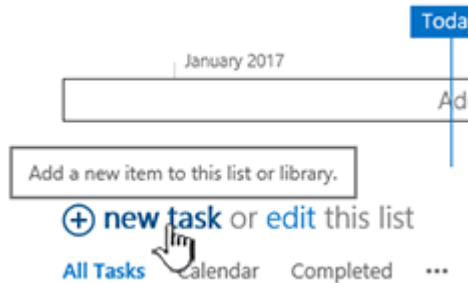 Toda
January 2017
Ad
Add a new item to this list or library.
new task or edit this list
All Tasks Calendar Completed ...